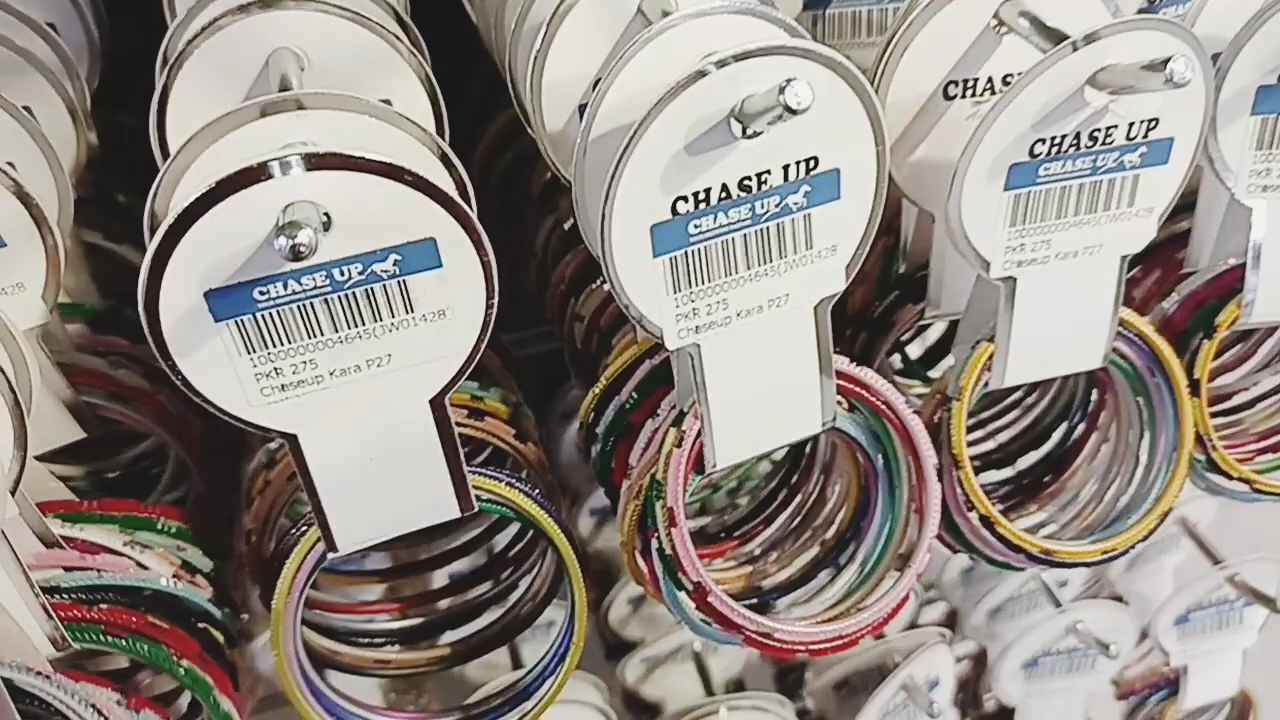 CHASE UP
1000000004645(JW01428)
PKR 275
Chaseup Kara P27
CHASE UP
CHASE UP
1000000004645(JW01428)
PKR 275
Chaseup Kara P27
CHASE UP
CHASE UP
1000000004645(JW01428
PKR 275
Chaseup Kara P27
CHAS